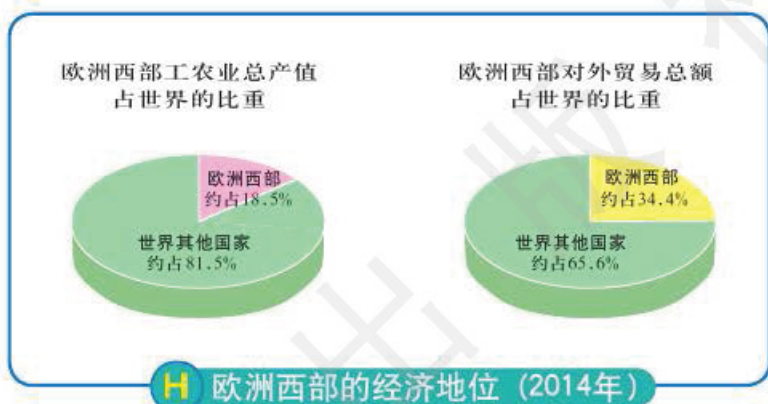 欧洲西部工农业总产值
占世界的比重
欧洲西部
约占18.5%
世界其他国家
约占81.5%
欧洲西部对外贸易总额
占世界的比重
欧洲西部
约占34.4%
世界其他国家
约占65.6%
H 欧洲西部的经济地位（2014年）